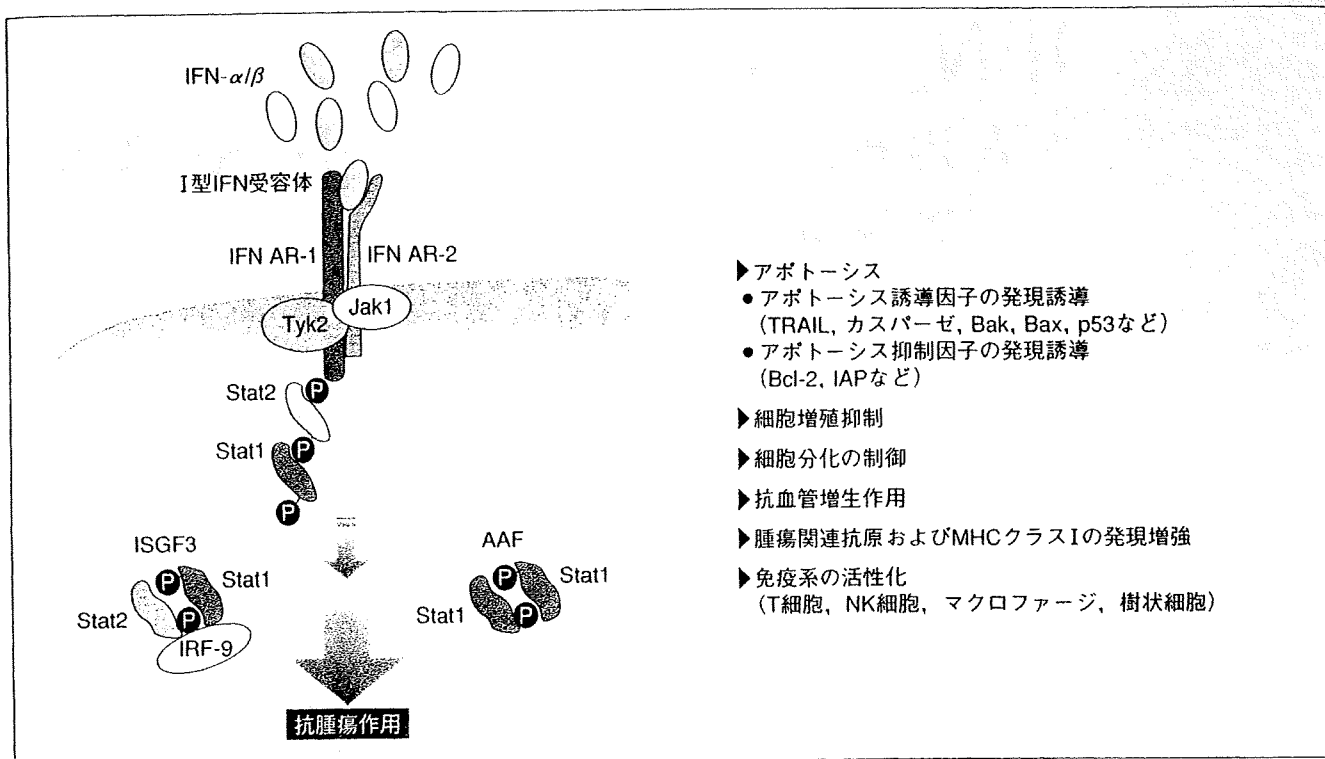 IFN-α/β
I型IFN受容体
IFN AR-1
IFN AR-2
Tyk2
Jak1
Stat2
P
Stat1
P
P
ISGF3
P
Stat1
Stat2
P
IRF-9
AAF
P
Stat1
Stat1
P
抗腫瘍作用
▶アポトーシス
●アポトーシス誘導因子の発現誘導
(TRAIL, カスパーゼ, Bak, Bax, p53など)
●アポトーシス抑制因子の発現誘導
(Bcl-2, IAPなど)
▶細胞増殖抑制
▶細胞分化の制御
▶抗血管増生作用
▶腫瘍関連抗原およびMHCクラスIの発現増強
▶免疫系の活性化
(T細胞, NK細胞, マクロファージ, 樹状細胞)